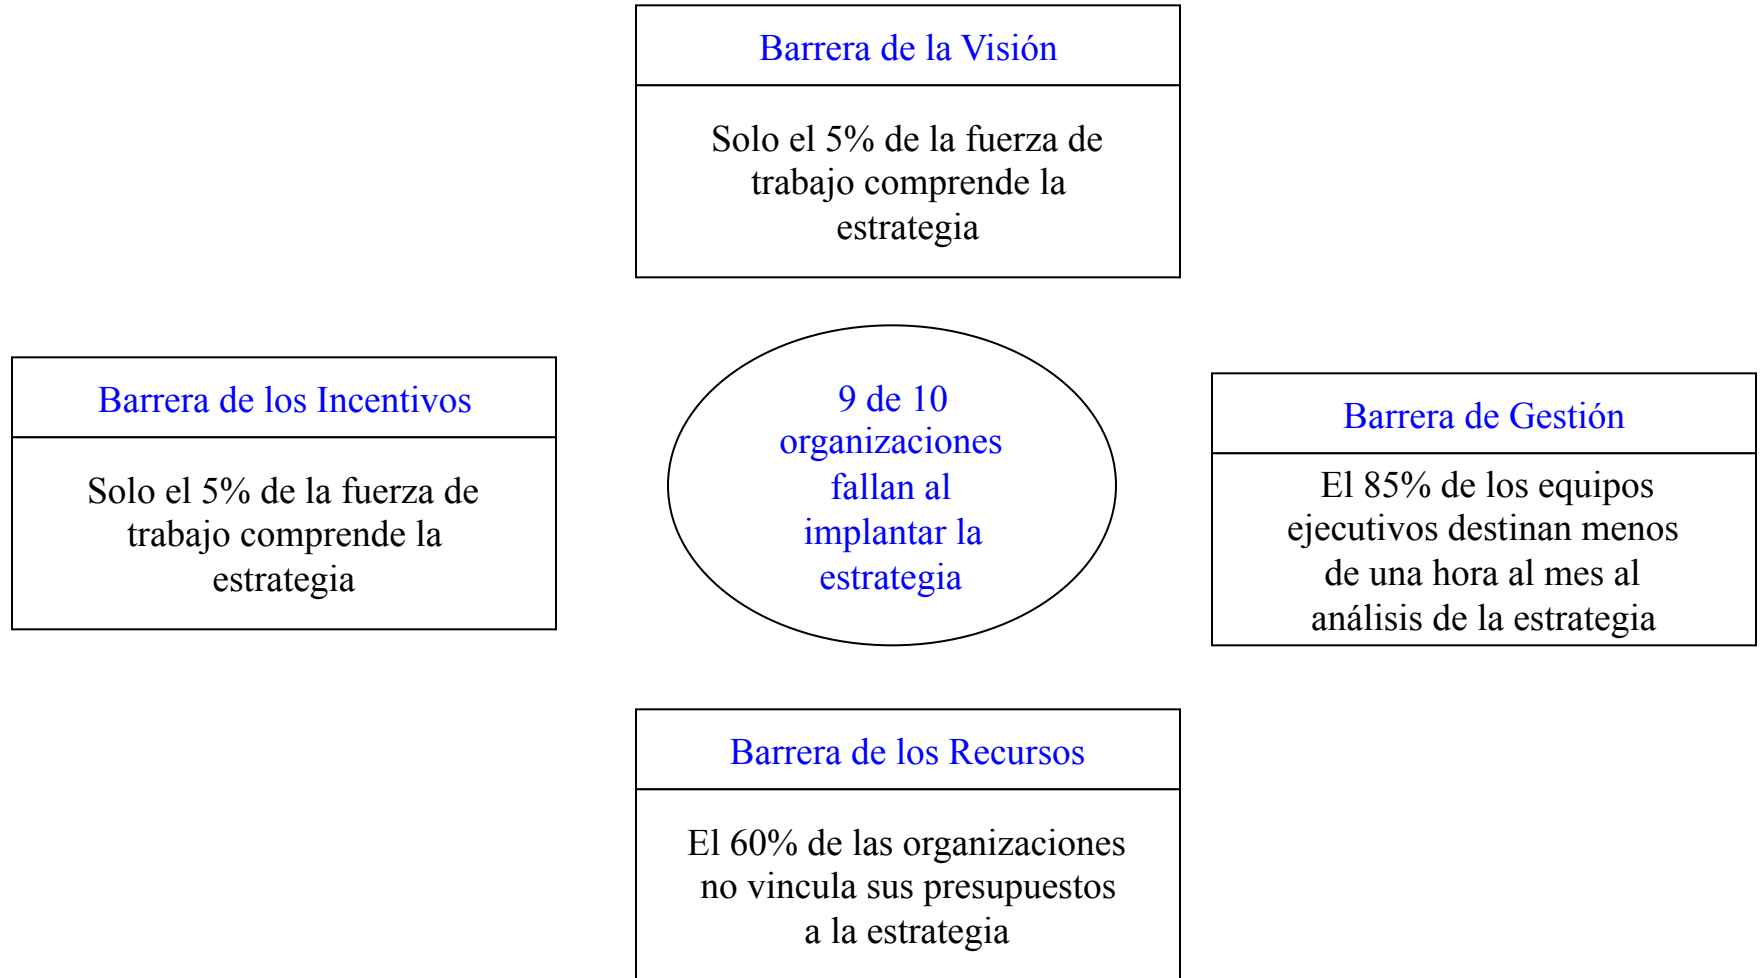 Barrera de la Visión
Solo el 5% de la fuerza de
trabajo comprende la
estrategia
Barrera de los Incentivos
Solo el 5% de la fuerza de
trabajo comprende la
estrategia
9 de 10
organizaciones
fallan al
implantar la
estrategia
Barrera de Gestión
El 85% de los equipos
ejecutivos destinan menos
de una hora al mes al
análisis de la estrategia
Barrera de los Recursos
El 60% de las organizaciones
no vincula sus presupuestos
a la estrategia